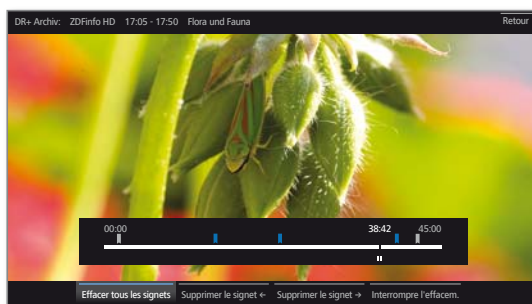 DR+ Archiv: ZDFinfo HD 17:05 - 17:50 Flora und Fauna Retour
00:00 38:42 45:00
Effacer tous les signets Supprimer le signet ← Supprimer le signet → Interrompre l'effacem.